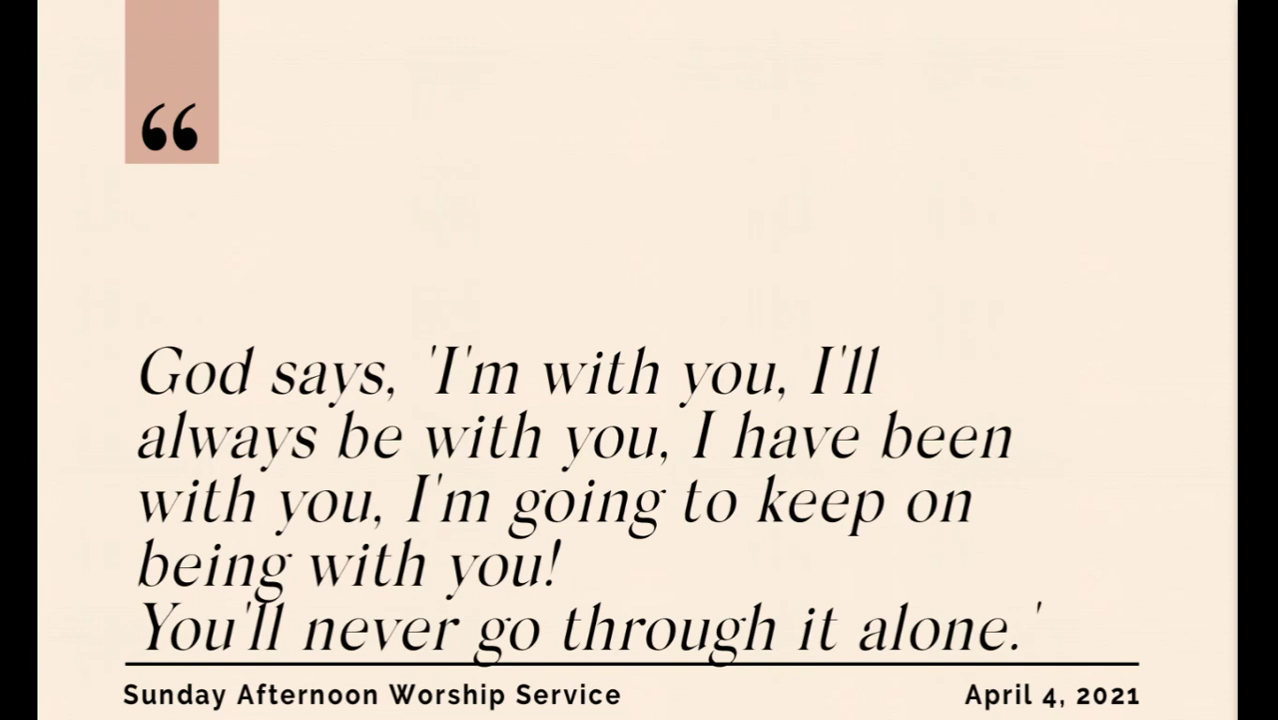 “
God says, 'I'm with you, I'll
always be with you, I have been
with you, I'm going to keep on
being with you!
You'll never go through it alone.'
Sunday Afternoon Worship Service
April 4, 2021